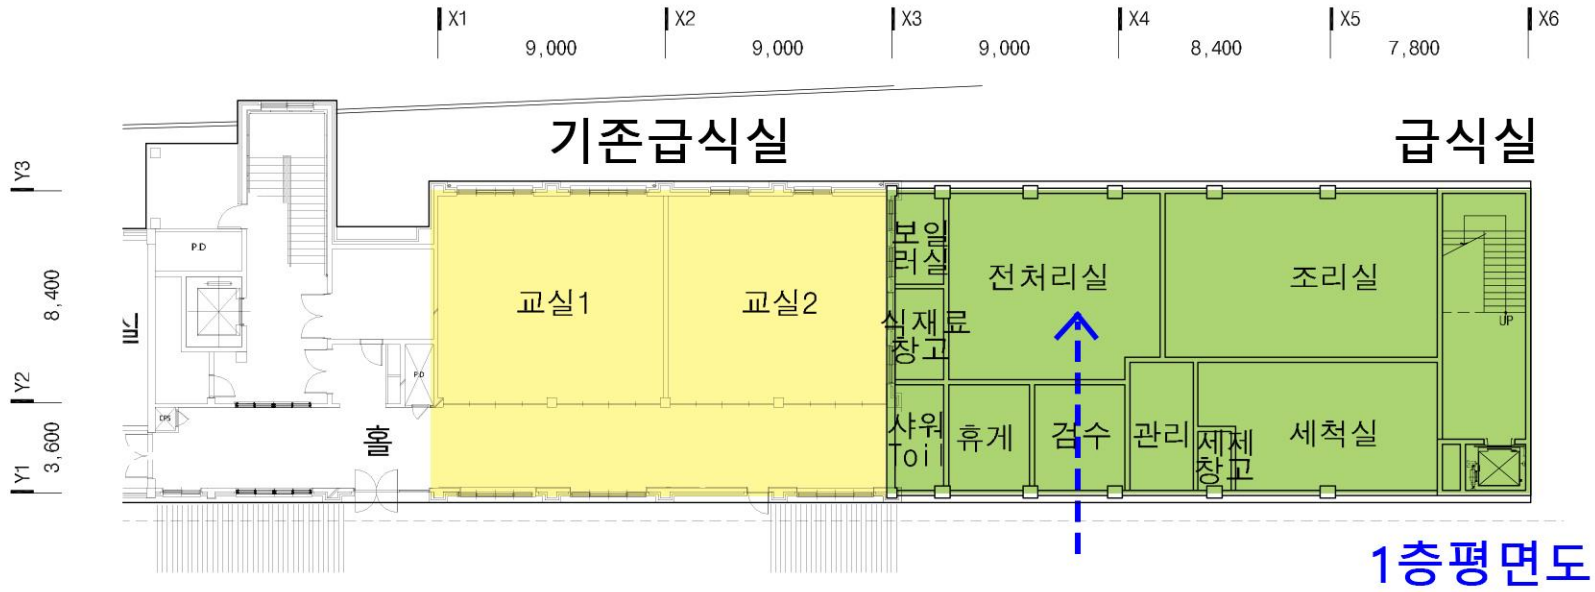 X1
X2
X3
X4
X5
X6
9,000
9,000
9,000
8,400
7,800
기존급식실
급식실
Y3
8,400
Y2
3,600
Y1
P.D
교실1
교실2
보일
러실
전처리실
조리실
식재료
창고
UP
P.D
CPS
홀
샤워
Toil
휴게
검수
관리
세제
창고
세척실
1층평면도